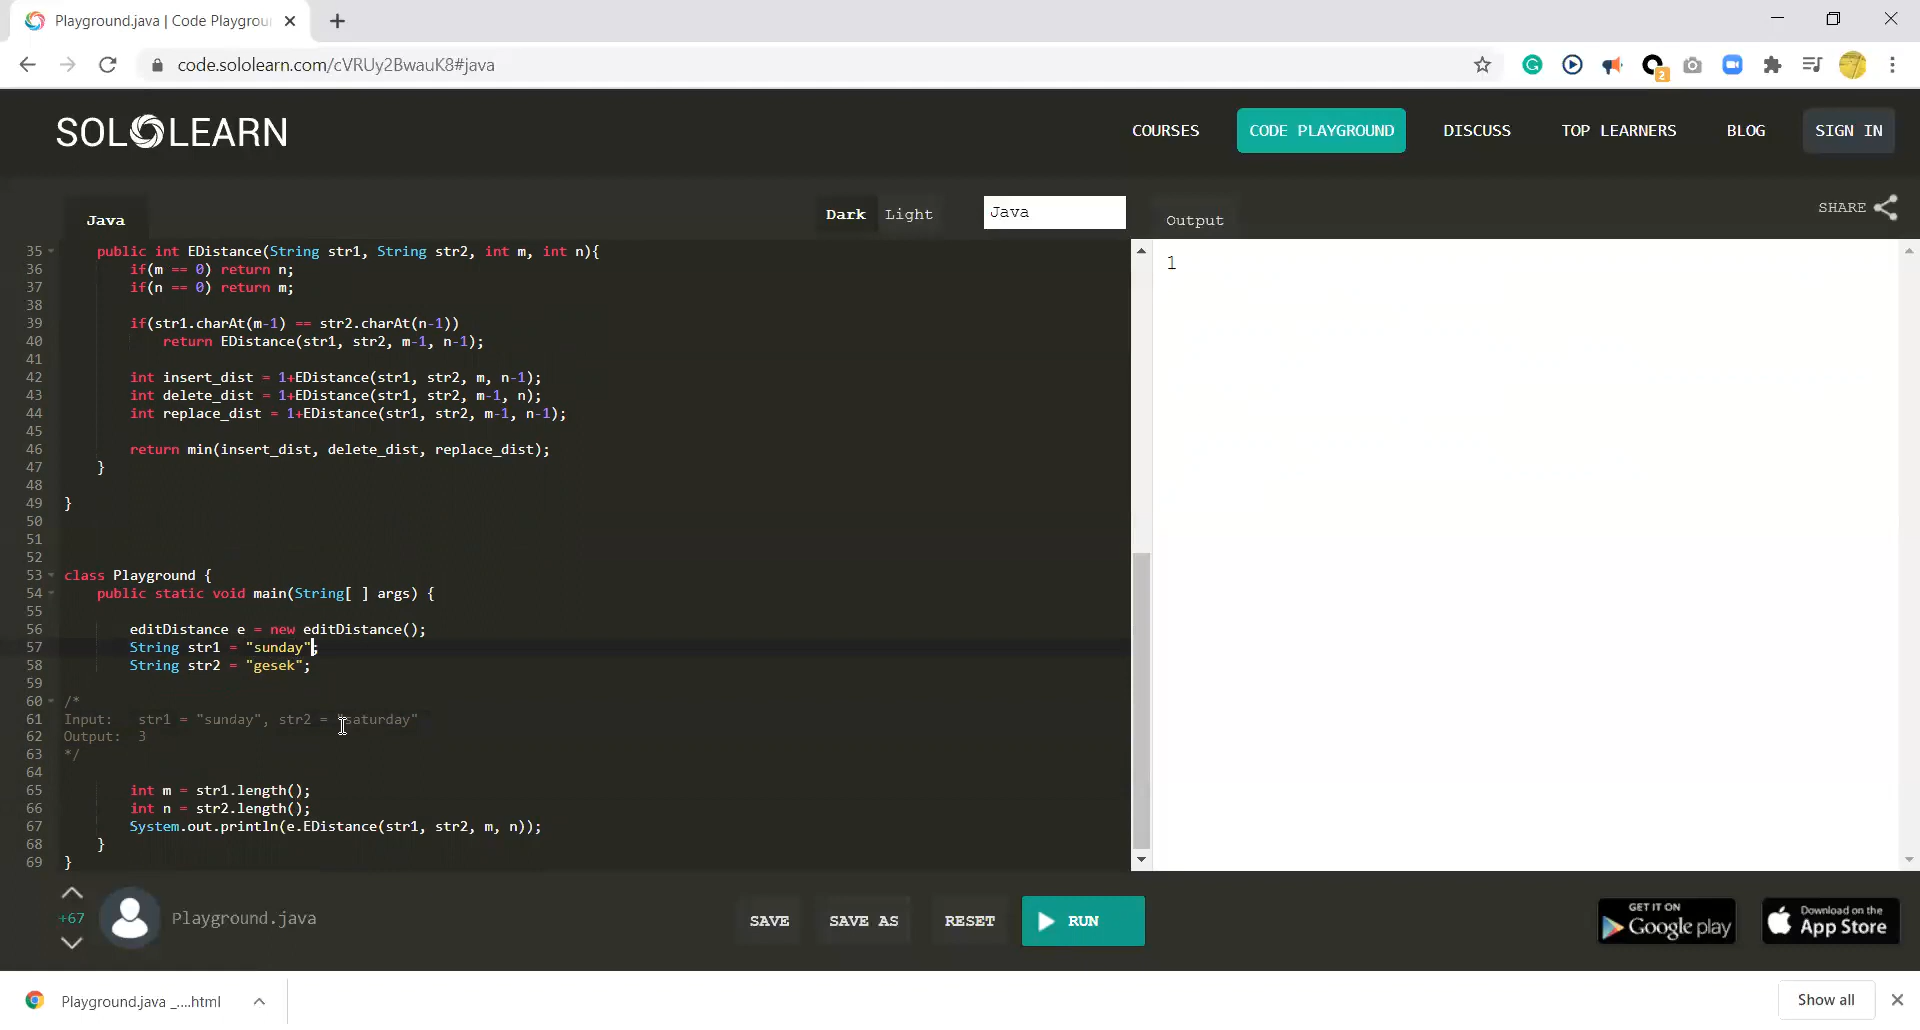 Playground.java | Code Playgrou
code.sololearn.com/cVRUy2BwauK8#java
2
SOLOLEARN
COURSES
CODE PLAYGROUND
DISCUSS
TOP LEARNERS
BLOG
SIGN IN
Java
Dark
Light
Java
Output
SHARE
1
35 public int EDistance(String str1, String str2, int m, int n){
36 if(m == 0) return n;
37 if(n == 0) return m;
38
39 if(str1.charAt(m-1) == str2.charAt(n-1))
40 return EDistance(str1, str2, m-1, n-1);
41
42 int insert_dist = 1+EDistance(str1, str2, m, n-1);
43 int delete_dist = 1+EDistance(str1, str2, m-1, n);
44 int replace_dist = 1+EDistance(str1, str2, m-1, n-1);
45
46 return min(insert_dist, delete_dist, replace_dist);
47 }
48
49 }
50
51
52
53 class Playground {
54 public static void main(String[ ] args) {
55
56 editDistance e = new editDistance();
57 String str1 = "sunday";
58 String str2 = "gesek";
59
60 /*
61 Input: str1 = "sunday", str2 = "saturday"
62 Output: 3
63 */
64
65 int m = str1.length();
66 int n = str2.length();
67 System.out.println(e.EDistance(str1, str2, m, n));
68 }
69 }
+67
Playground.java
SAVE
SAVE AS
RESET
RUN
GET IT ON
Google play
Download on the
App Store
Playground.java _....html
Show all